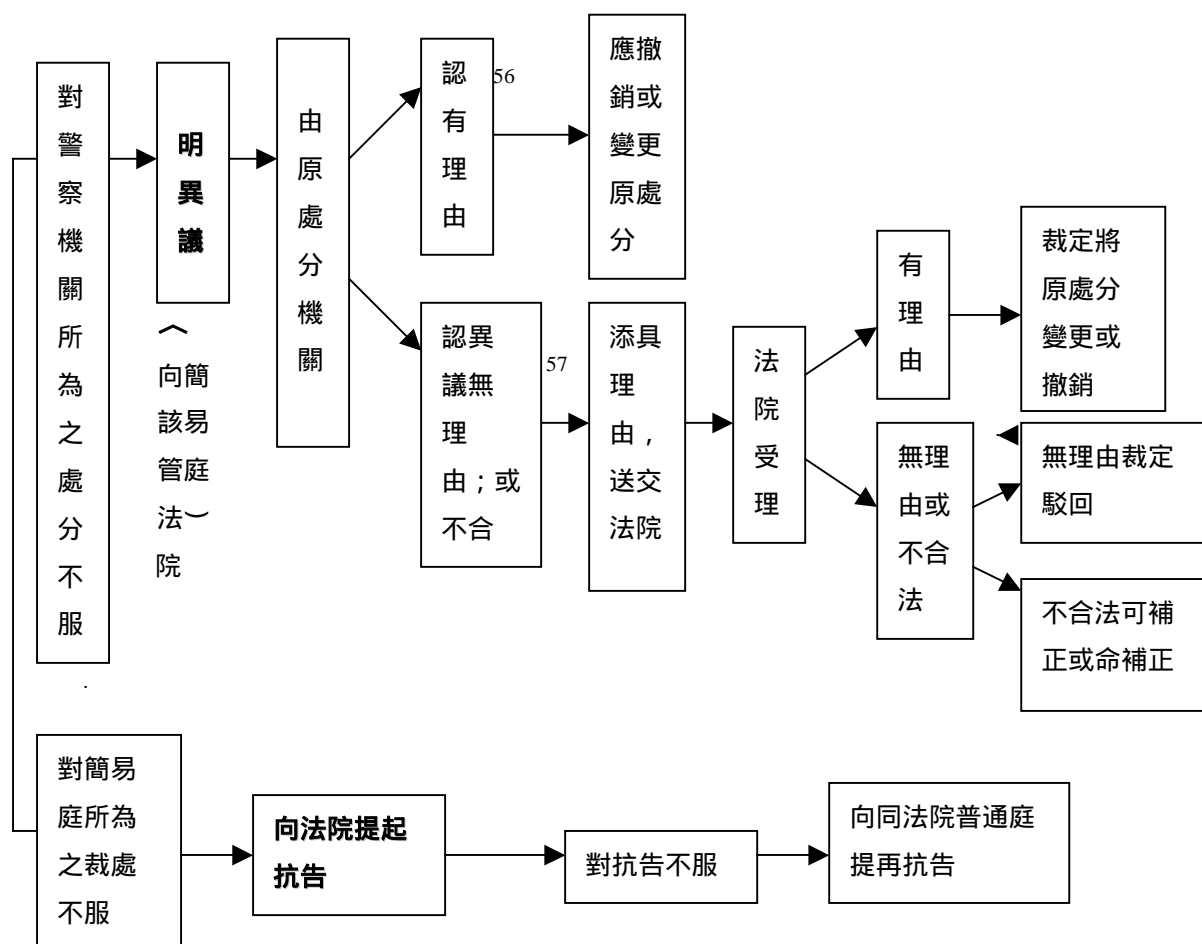 對
警
察
機
關
所
為
之
處
分
不
服
明
異
議
︿
向簡
該易
管庭
法﹀
院
由
原
處
分
機
關
認
有
理
由
56
應撤
銷或
變更
原處
分
認異
議無
理
由；或
不合
57
添具
理
由，
送交
法院
法
院
受
理
有
理
由
裁定將
原處分
變更或
撤銷
無理
由或
不合
法
無理由裁定
駁回
不合法可補
正或命補正
對簡易
庭所為
之裁處
不服
向法院提起
抗告
對抗告不服
向同法院普通庭
提再抗告